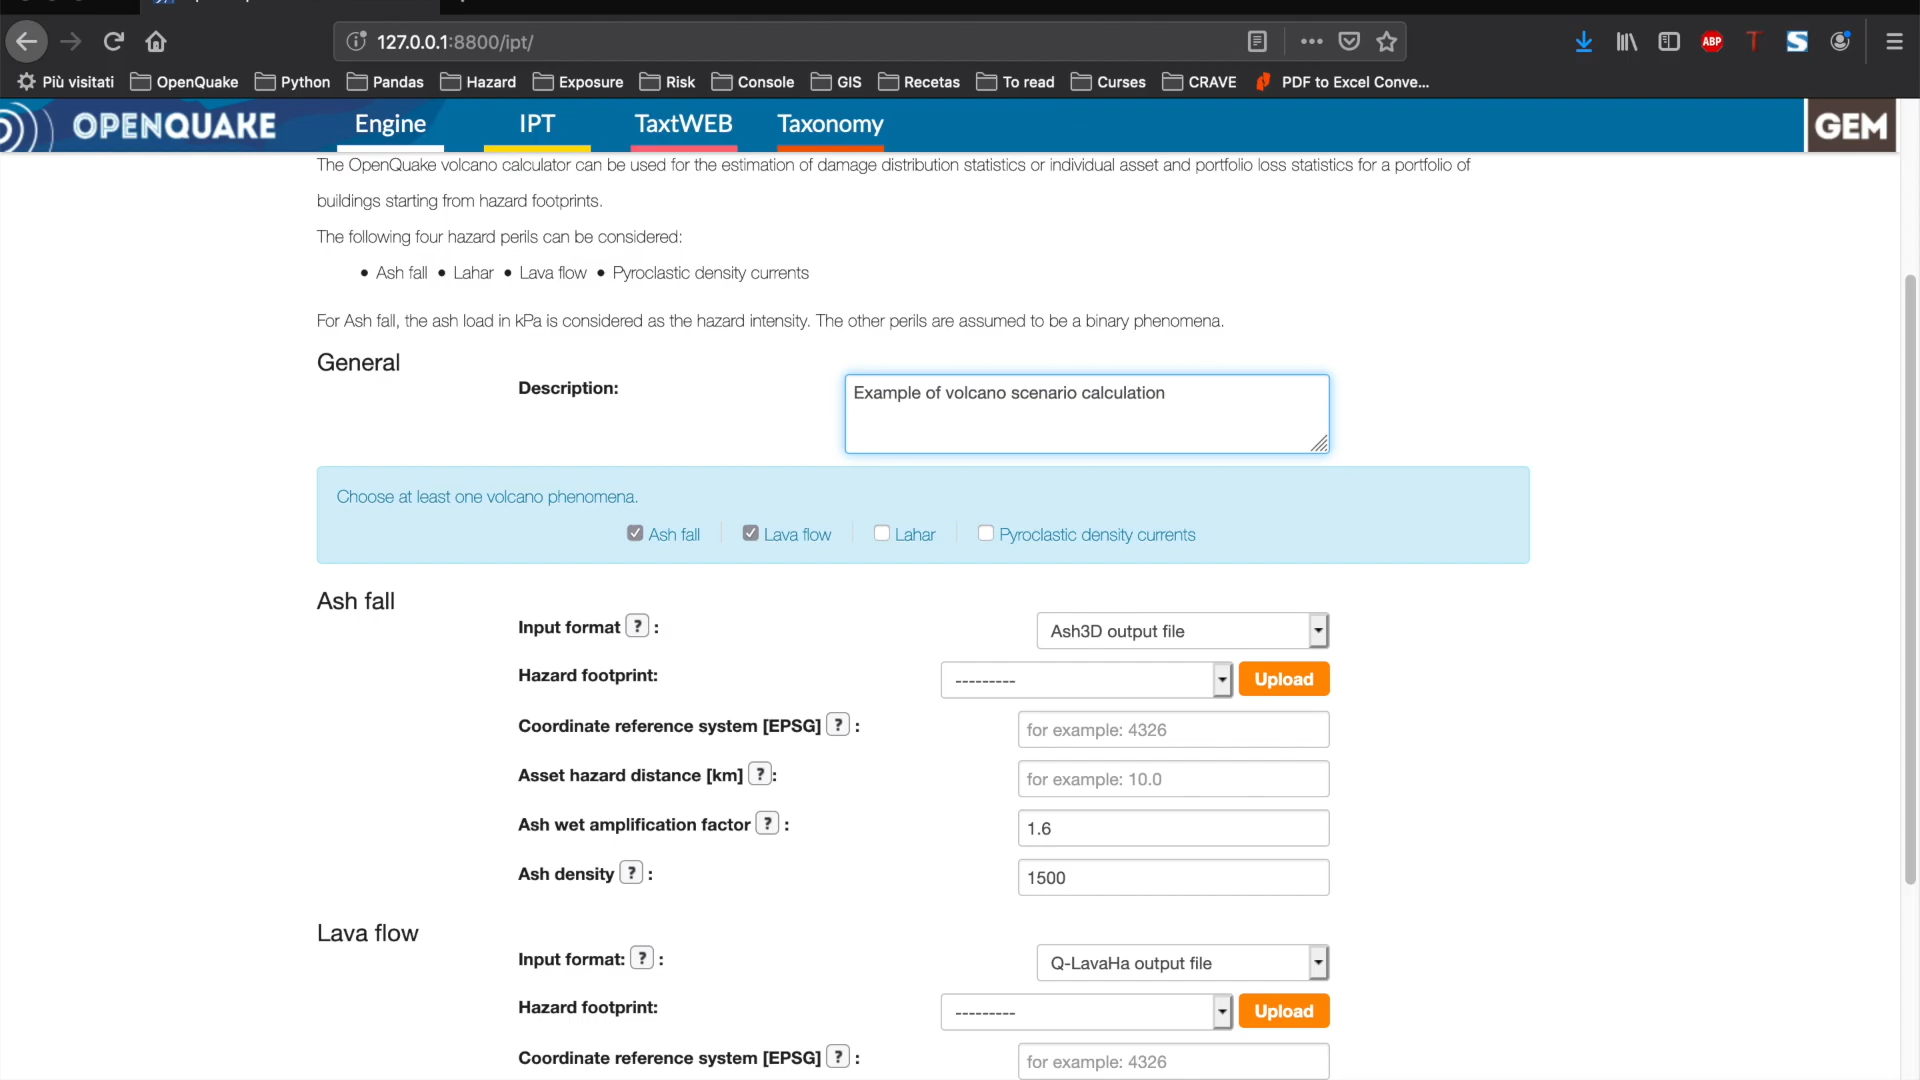 127.0.0.1:8800/ipt/
ABP
Più visitati OpenQuake Python Pandas Hazard Exposure Risk Console GIS Recetas To read Curses CRAVE PDF to Excel Conve...
OPENQUAKE Engine IPT TaxtWEB Taxonomy GEM
The OpenQuake volcano calculator can be used for the estimation of damage distribution statistics or individual asset and portfolio loss statistics for a portfolio of
buildings starting from hazard footprints.
The following four hazard perils can be considered:
• Ash fall • Lahar • Lava flow • Pyroclastic density currents
For Ash fall, the ash load in kPa is considered as the hazard intensity. The other perils are assumed to be a binary phenomena.
General
Description:
Example of volcano scenario calculation
Choose at least one volcano phenomena.
Ash fall Lava flow Lahar Pyroclastic density currents
Ash fall
Input format ? : Ash3D output file
Hazard footprint: --------- Upload
Coordinate reference system [EPSG] ? : for example: 4326
Asset hazard distance [km] ?: for example: 10.0
Ash wet amplification factor ? : 1.6
Ash density ? : 1500
Lava flow
Input format: ? : Q-LavaHa output file
Hazard footprint: --------- Upload
Coordinate reference system [EPSG] ? : for example: 4326